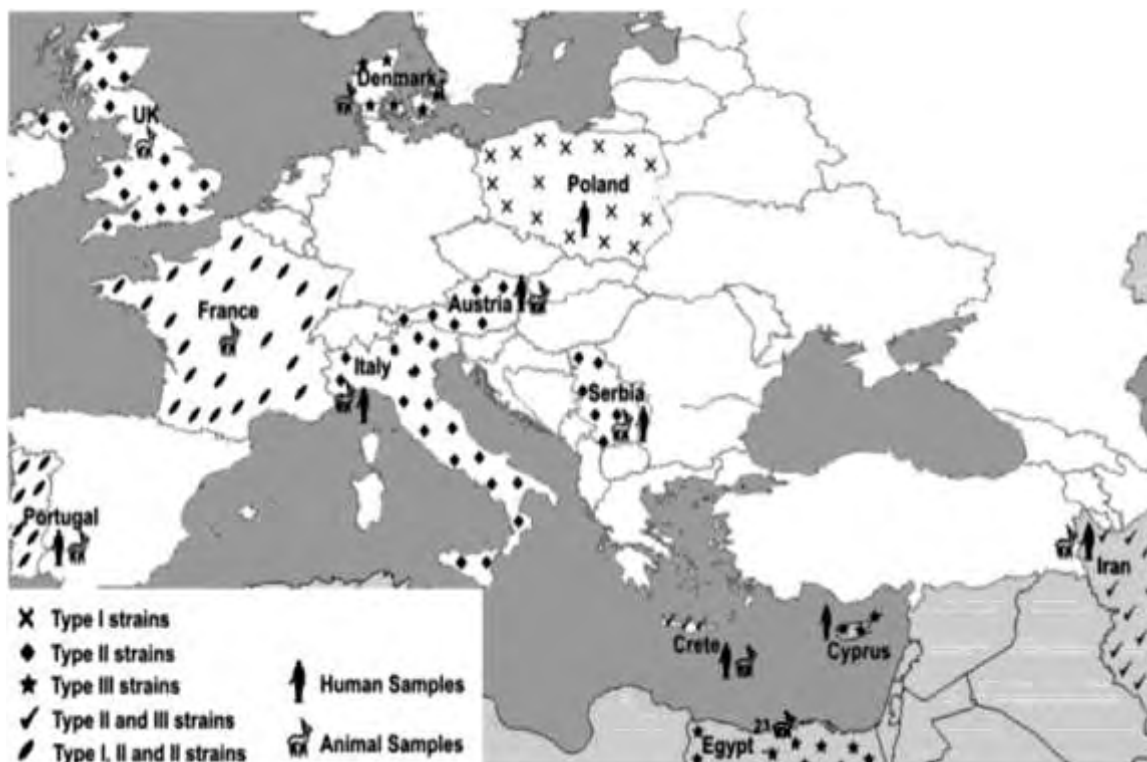 Denmark
UK
Poland
Austria
France
Italy
Serbia
Portugal
Iran
Crete
Cyprus
23
Egypt
Type I strains
Type II strains
Type III strains
Type II and III strains
Type I, II and II strains
Human Samples
Animal Samples